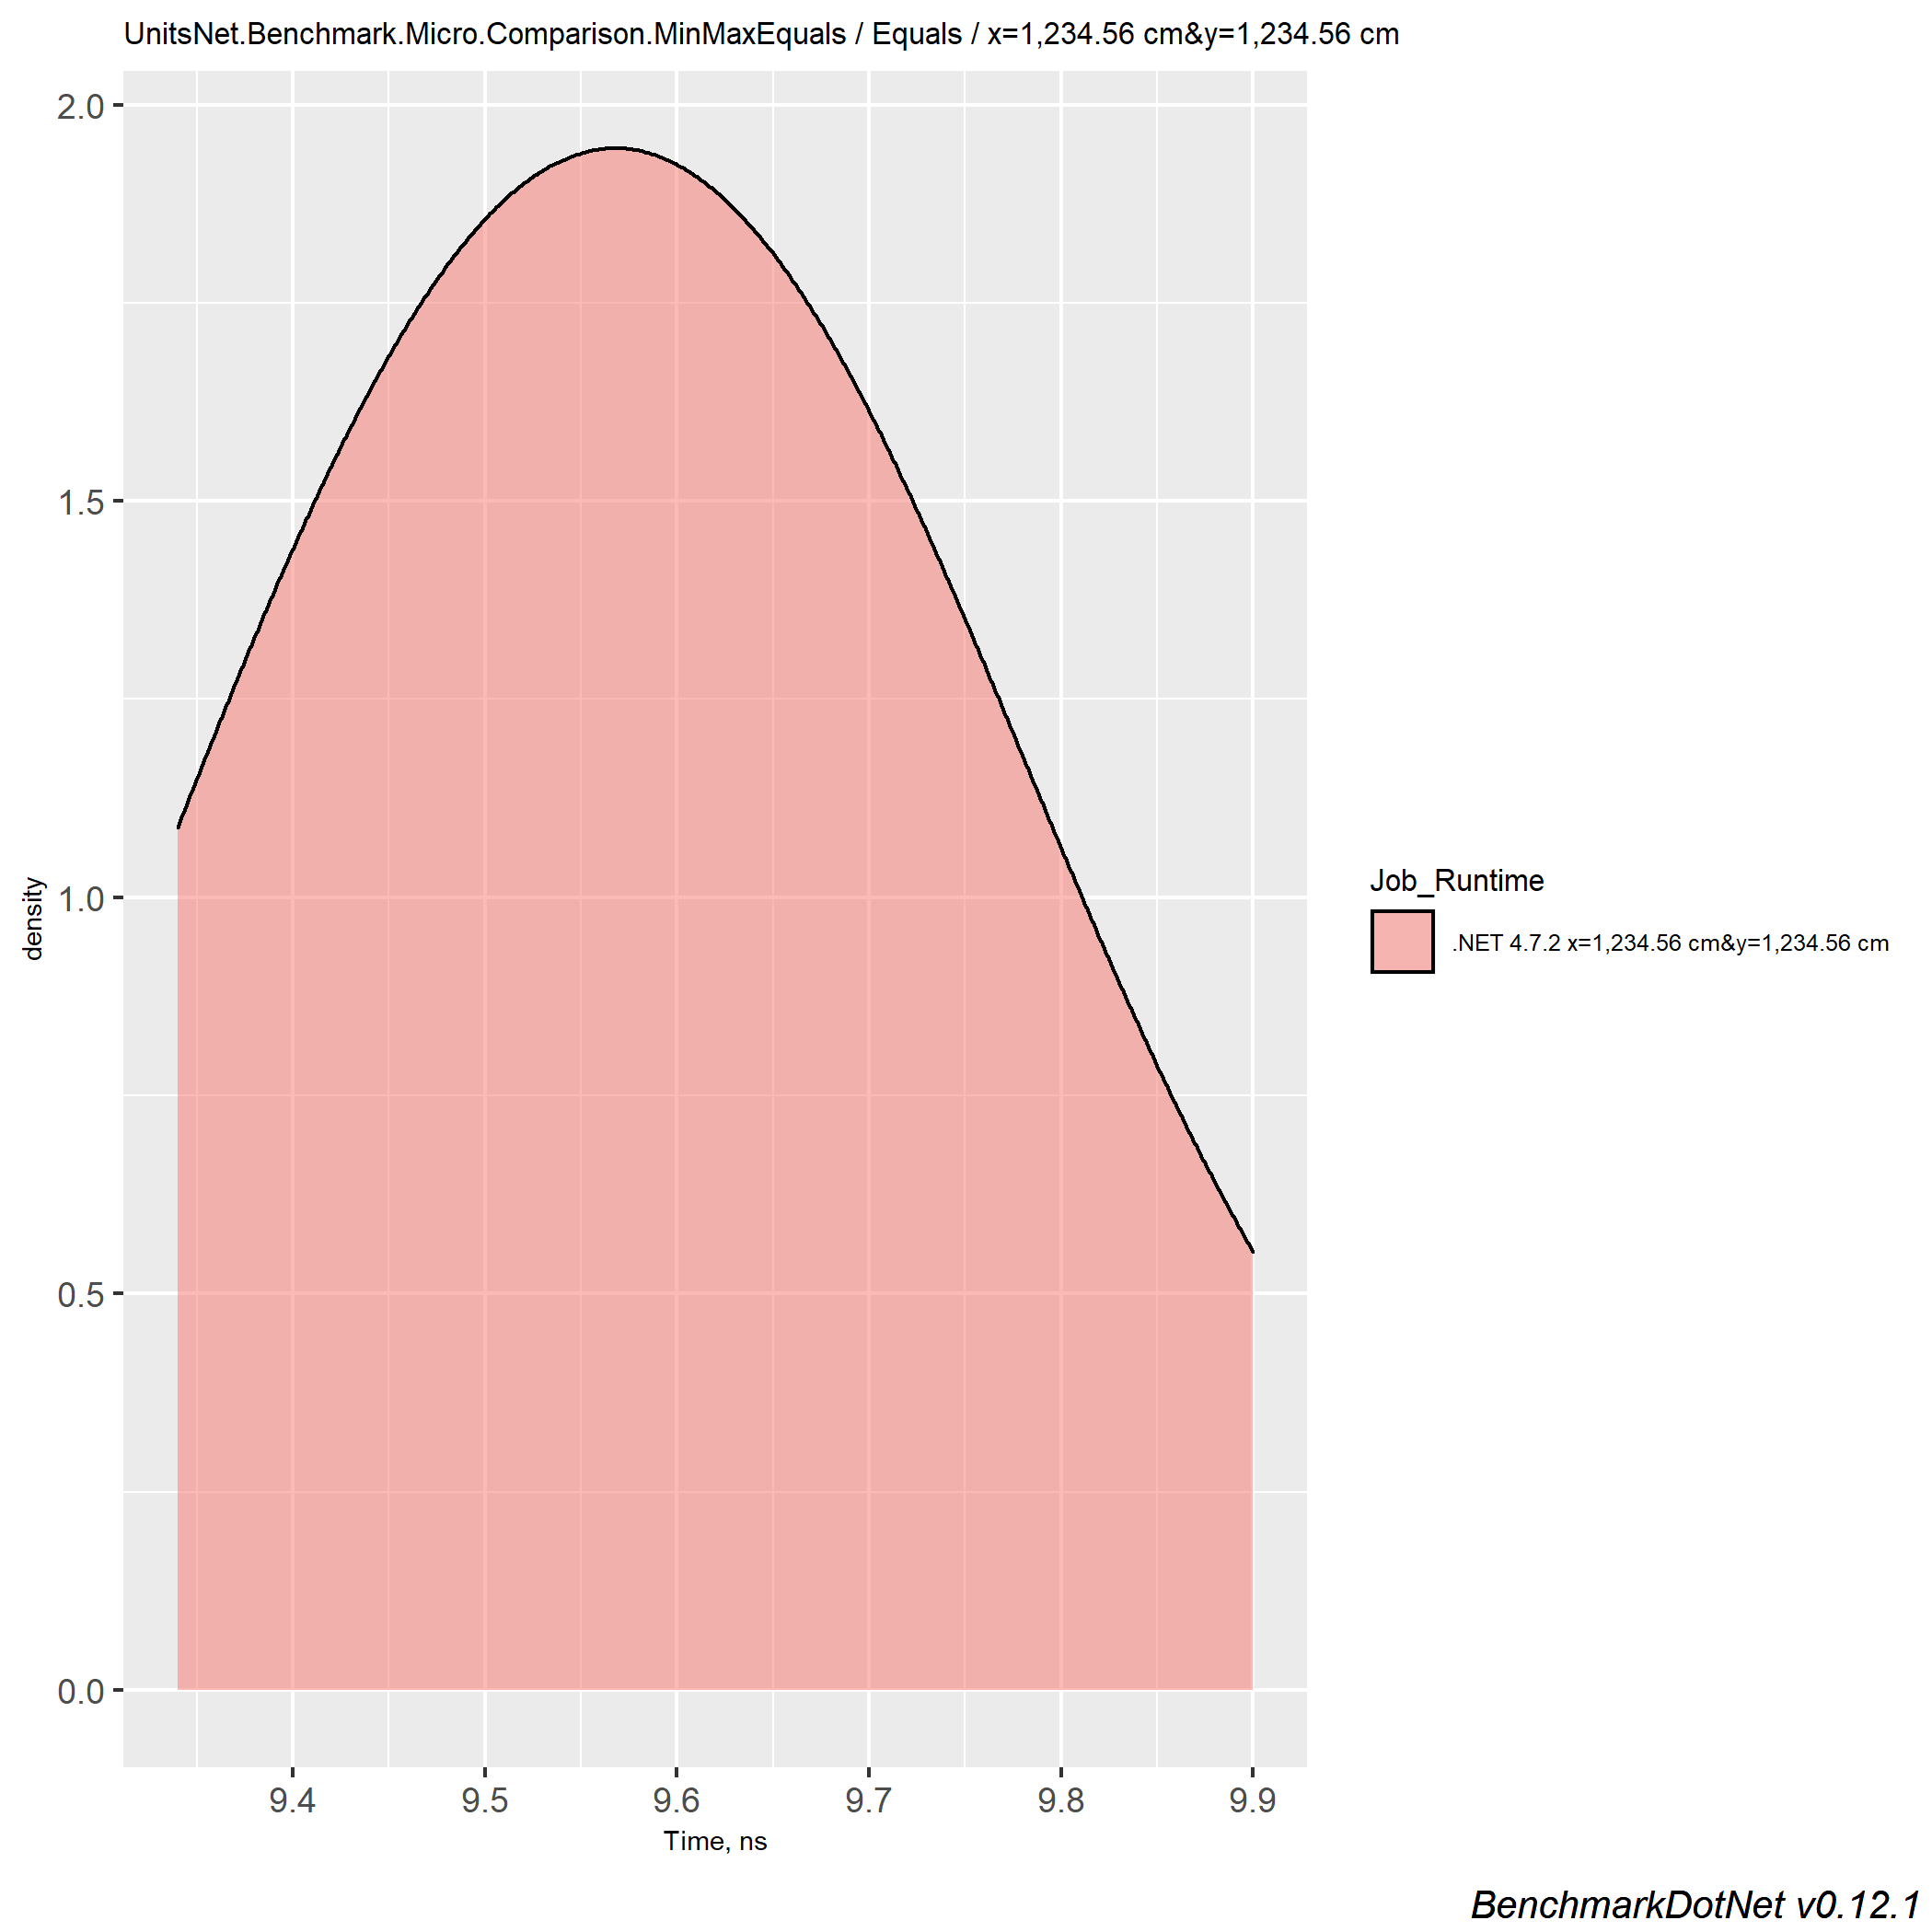 UnitsNet.Benchmark.Micro.Comparison.MinMaxEquals / Equals / x=1,234.56 cm&y=1,234.56 cm
2.0
1.5
1.0
0.5
0.0
density
9.4 9.5 9.6 9.7 9.8 9.9
Time, ns
Job_Runtime
.NET 4.7.2 x=1,234.56 cm&y=1,234.56 cm
BenchmarkDotNet v0.12.1